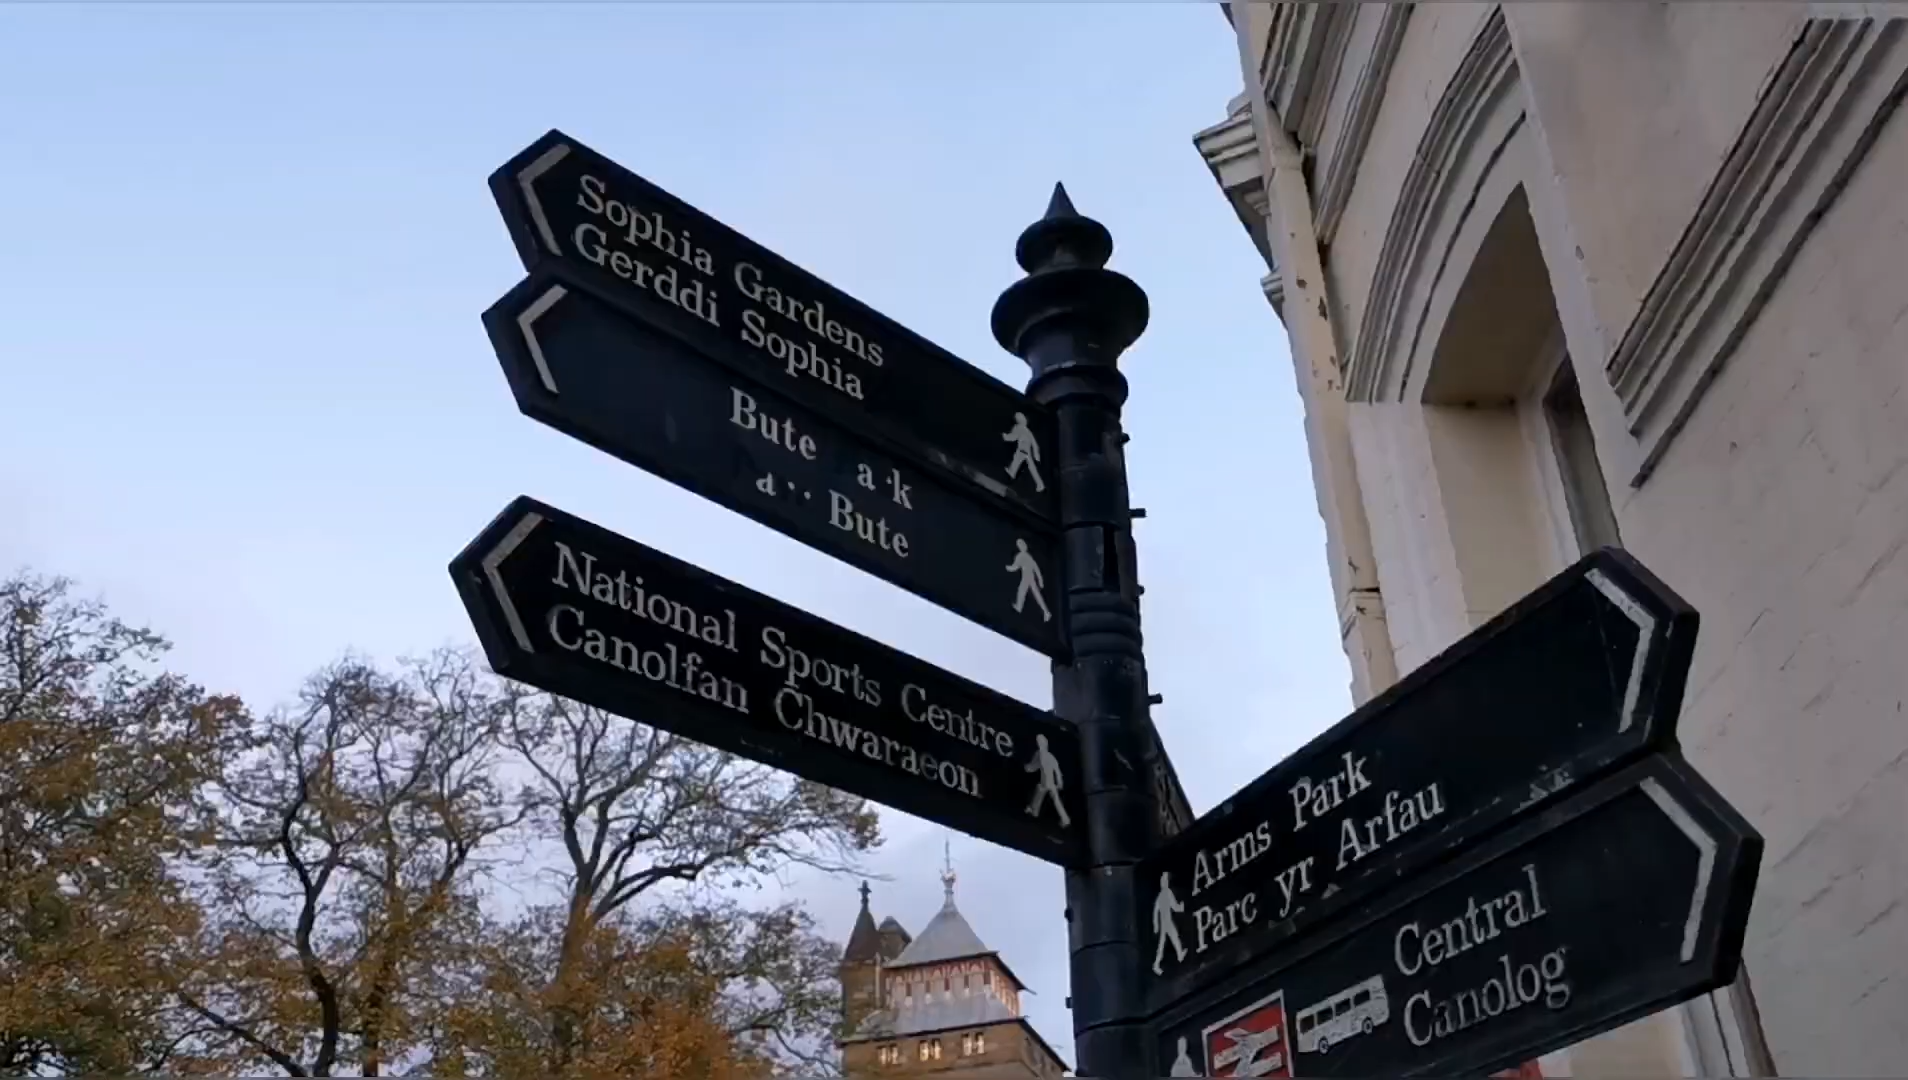 Sophia Gardens
Gerddi Sophia
Bute
Bute
National Sports Centre
Canolfan Chwaraeon
Arms Park
Parc yr Arfau
Central
Canolog